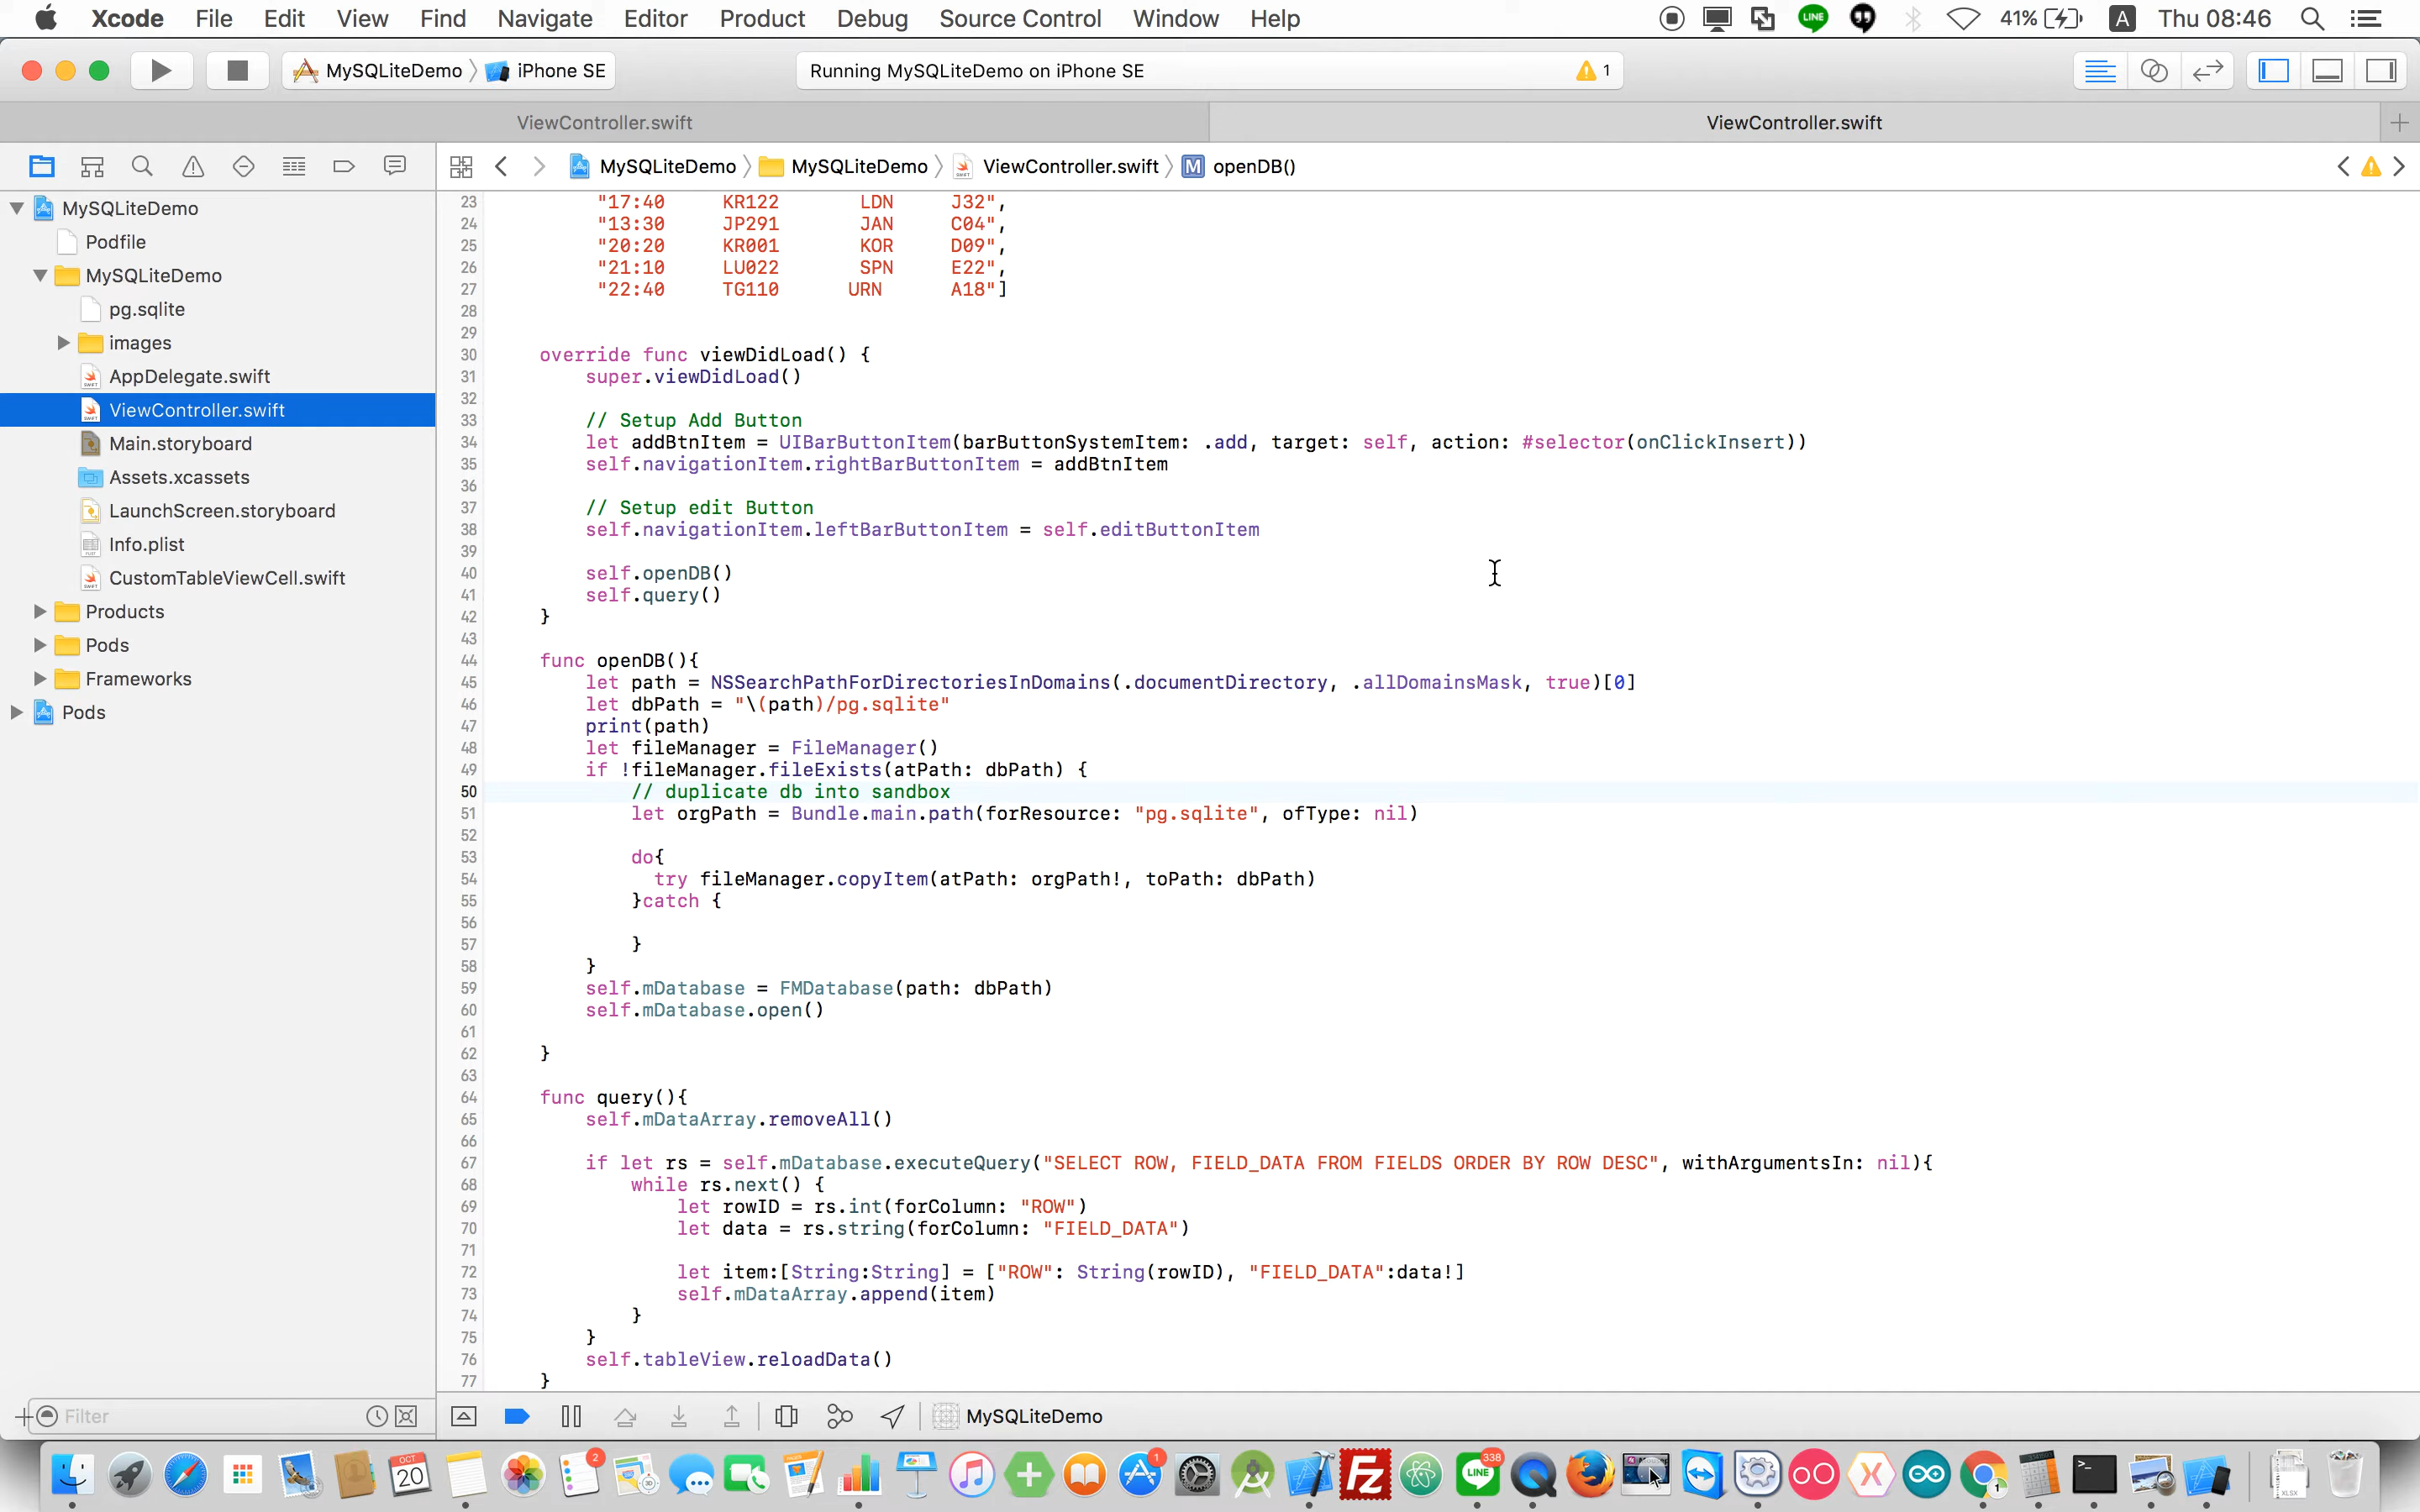 Xcode File Edit View Find Navigate Editor Product Debug Source Control Window Help LINE 41% A Thu 08:46
MySQLiteDemo iPhone SE Running MySQLiteDemo on iPhone SE 1
ViewController.swift ViewController.swift
MySQLiteDemo MySQLiteDemo ViewController.swift M openDB()
MySQLiteDemo
Podfile
MySQLiteDemo
pg.sqlite
images
AppDelegate.swift
ViewController.swift
Main.storyboard
Assets.xcassets
LaunchScreen.storyboard
Info.plist
CustomTableViewCell.swift
Products
Pods
Frameworks
Pods
23 "17:40 KR122 LDN J32",
24 "13:30 JP291 JAN C04",
25 "20:20 KR001 KOR D09",
26 "21:10 LU022 SPN E22",
27 "22:40 TG110 URN A18"]
28
29
30 override func viewDidLoad() {
31 super.viewDidLoad()
32
33 // Setup Add Button
34 let addBtnItem = UIBarButtonItem(barButtonSystemItem: .add, target: self, action: #selector(onClickInsert))
35 self.navigationItem.rightBarButtonItem = addBtnItem
36
37 // Setup edit Button
38 self.navigationItem.leftBarButtonItem = self.editButtonItem
39
40 self.openDB()
41 self.query()
42 }
43
44 func openDB(){
45 let path = NSSearchPathForDirectoriesInDomains(.documentDirectory, .allDomainsMask, true)[0]
46 let dbPath = "\(path)/pg.sqlite"
47 print(path)
48 let fileManager = FileManager()
49 if !fileManager.fileExists(atPath: dbPath) {
50 // duplicate db into sandbox
51 let orgPath = Bundle.main.path(forResource: "pg.sqlite", ofType: nil)
52
53 do{
54 try fileManager.copyItem(atPath: orgPath!, toPath: dbPath)
55 }catch {
56
57 }
58 }
59 self.mDatabase = FMDatabase(path: dbPath)
60 self.mDatabase.open()
61
62 }
63
64 func query(){
65 self.mDataArray.removeAll()
66
67 if let rs = self.mDatabase.executeQuery("SELECT ROW, FIELD_DATA FROM FIELDS ORDER BY ROW DESC", withArgumentsIn: nil){
68 while rs.next() {
69 let rowID = rs.int(forColumn: "ROW")
70 let data = rs.string(forColumn: "FIELD_DATA")
71
72 let item:[String:String] = ["ROW": String(rowID), "FIELD_DATA":data!]
73 self.mDataArray.append(item)
74 }
75 }
76 self.tableView.reloadData()
77 }
Filter MySQLiteDemo
OCT 20 2 1 FZ LINE 338 X 1 XLSX